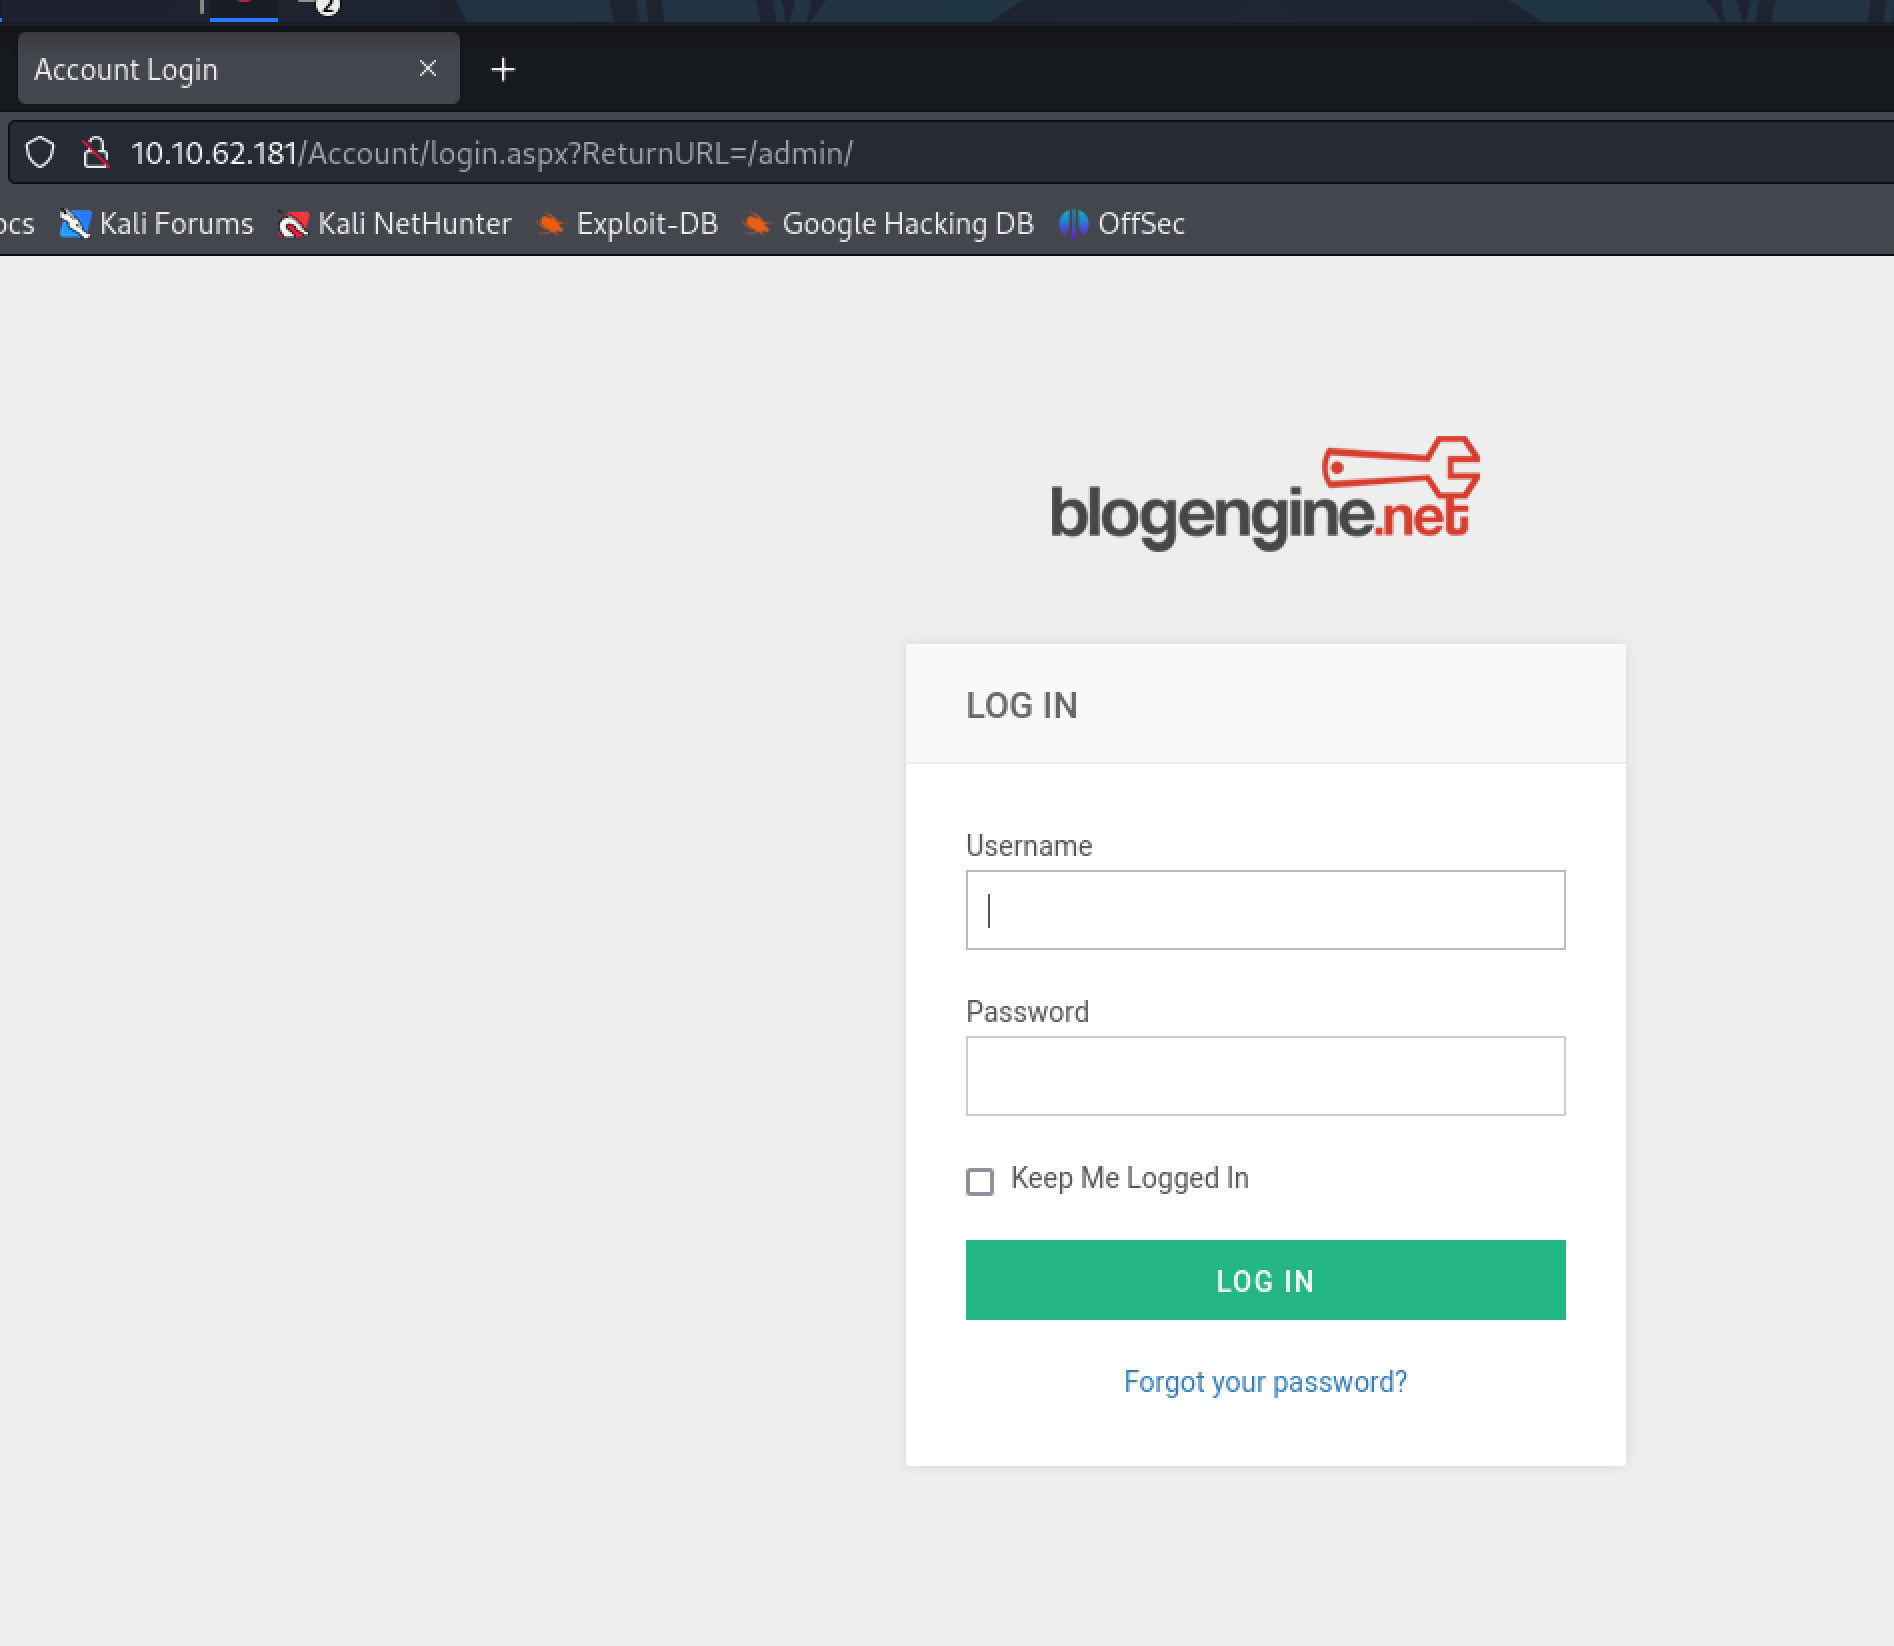 2
Account Login
10.10.62.181/Account/login.aspx?ReturnURL=/admin/
ocs Kali Forums Kali NetHunter Exploit-DB Google Hacking DB OffSec
blogengine.net
LOG IN
Username
Password
Keep Me Logged In
LOG IN
Forgot your password?